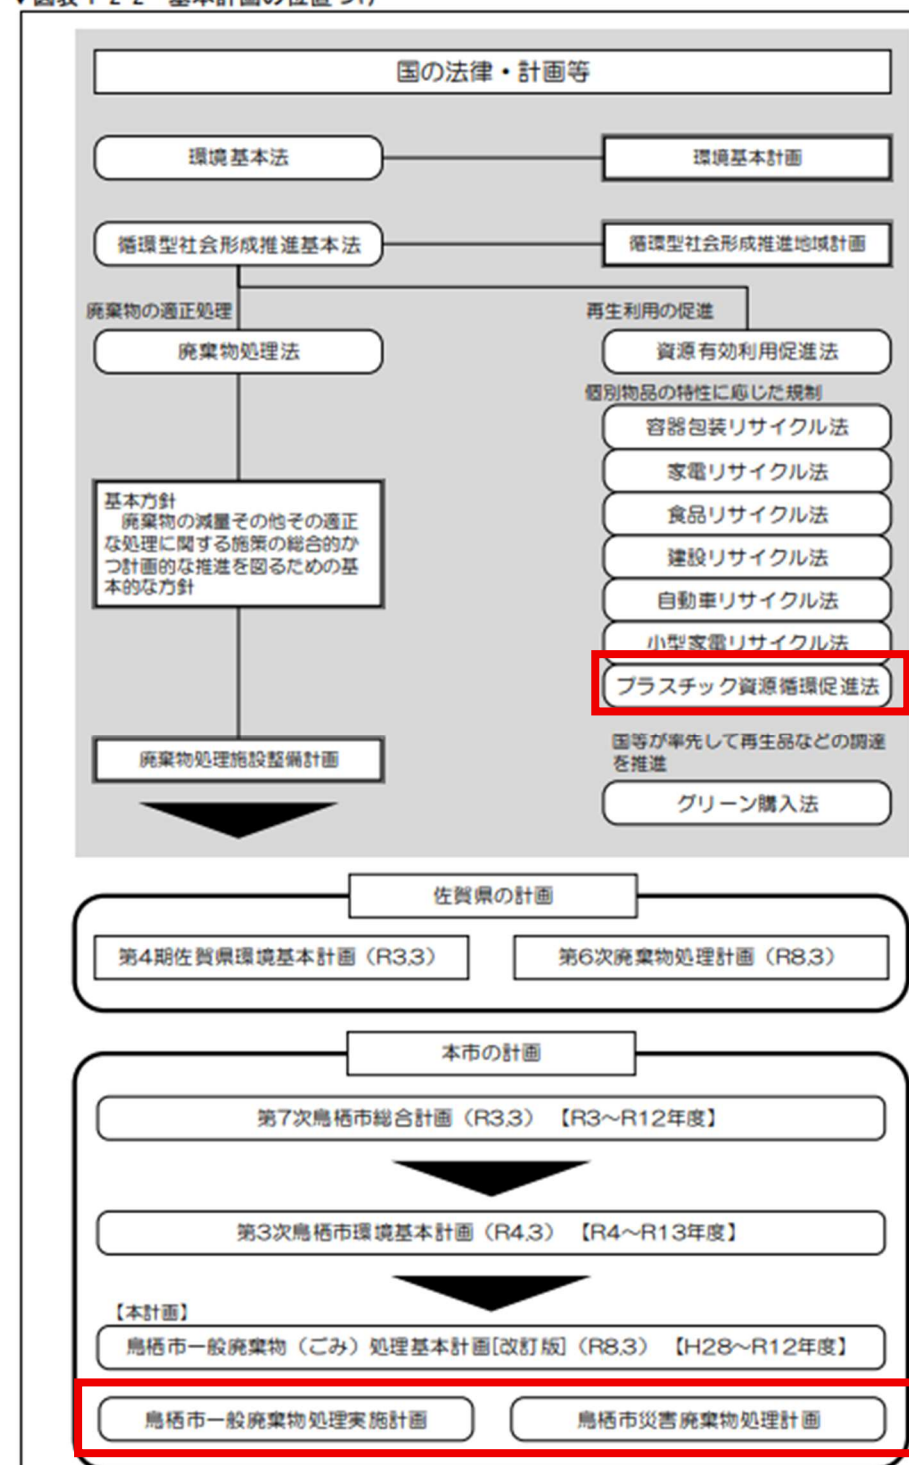 国の法律・計画等
環境基本法
環境基本計画
循環型社会形成推進基本法
循環型社会形成推進地域計画
廃棄物の適正処理
再生利用の促進
廃棄物処理法
資源有効利用促進法
個別物品の特性に応じた規制
容器包装リサイクル法
家電リサイクル法
食品リサイクル法
建設リサイクル法
自動車リサイクル法
小型家電リサイクル法
プラスチック資源循環促進法
基本方針
廃棄物の減量その他その適正
な処理に関する施策の総合的か
つ計画的な推進を図るための基
本的な方針
廃棄物処理施設整備計画
国等が率先して再生品などの調達
を推進
グリーン購入法
佐賀県の計画
第4期佐賀県環境基本計画（R3.3）
第6次廃棄物処理計画（R8.3）
本市の計画
第7次鳥栖市総合計画（R3.3）【R3～R12年度】
第3次鳥栖市環境基本計画（R4.3）【R4～R13年度】
【本計画】
鳥栖市一般廃棄物（ごみ）処理基本計画[改訂版]（R8.3）【H28～R12年度】
鳥栖市一般廃棄物処理実施計画
鳥栖市災害廃棄物処理計画